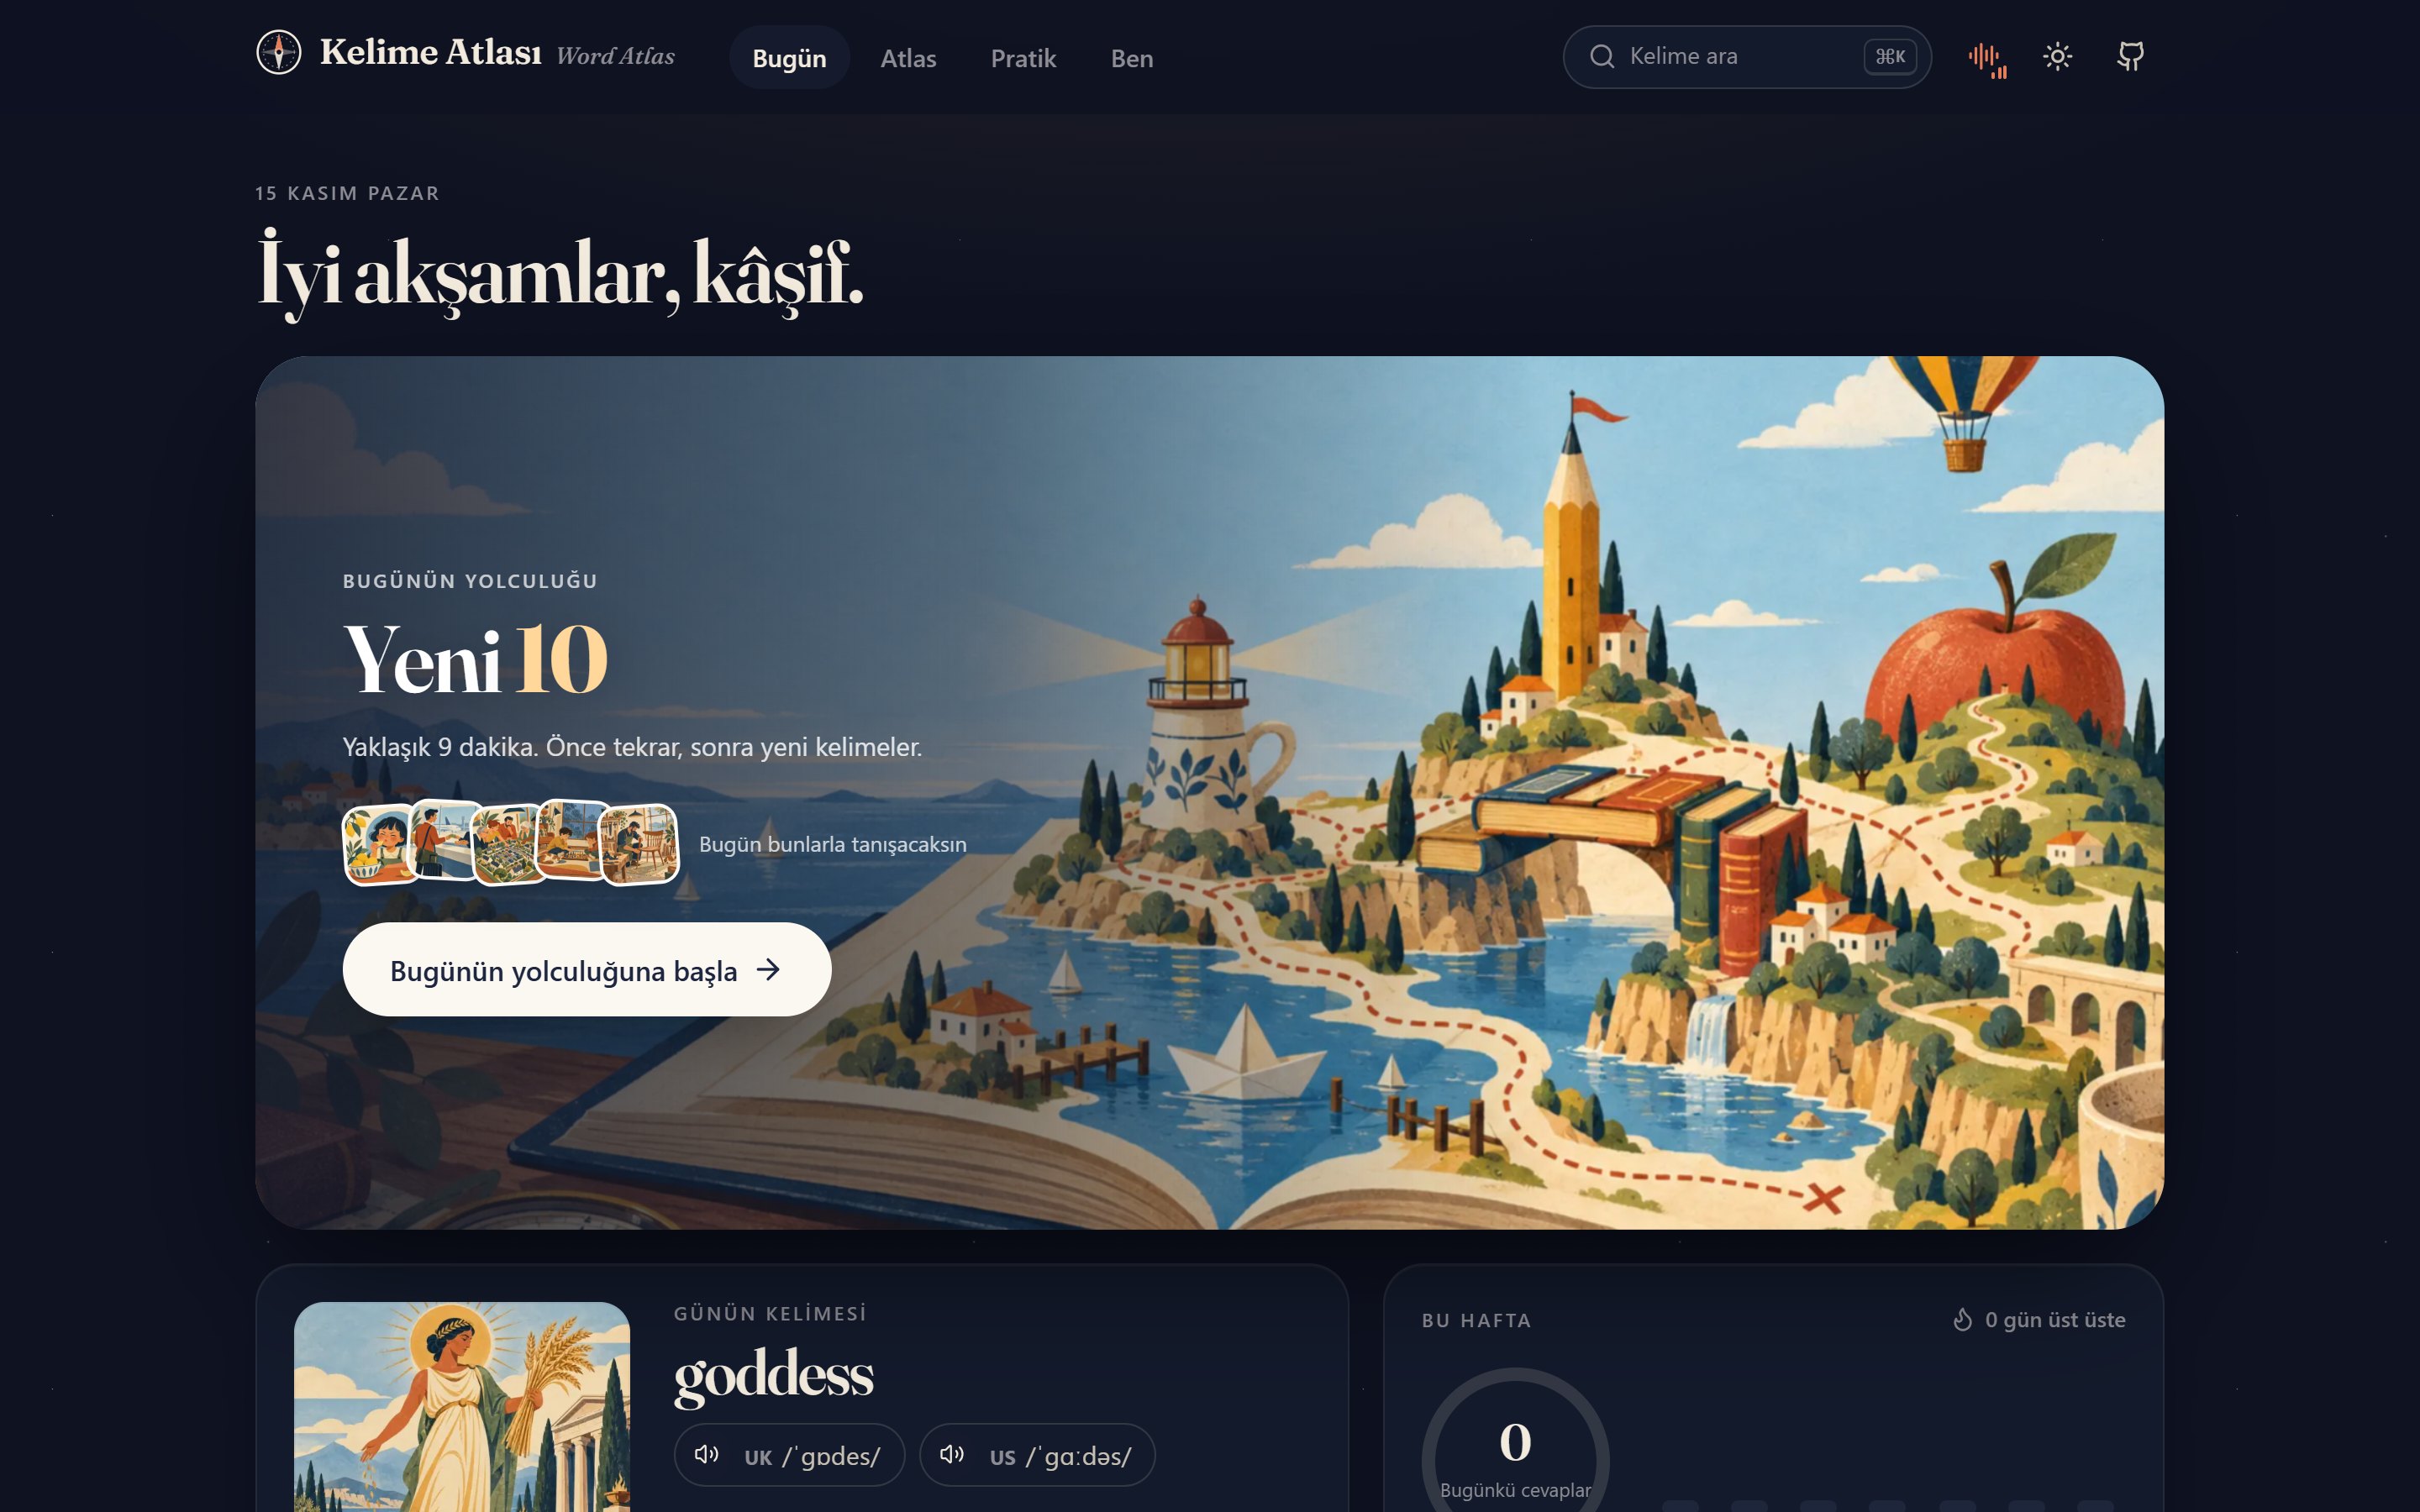 Kelime Atlası Word Atlas Bugün Atlas Pratik Ben Kelime ara ⌘K
15 KASIM PAZAR
İyi akşamlar, kâşif.
BUGÜNÜN YOLCULUĞU
Yeni 10
Yaklaşık 9 dakika. Önce tekrar, sonra yeni kelimeler.
Bugün bunlarla tanışacaksın
Bugünün yolculuğuna başla
GÜNÜN KELİMESİ
goddess
UK /ˈɡɒdes/ US /ˈɡɑːdəs/
BU HAFTA 0 gün üst üste
0
Bugünkü cevaplar